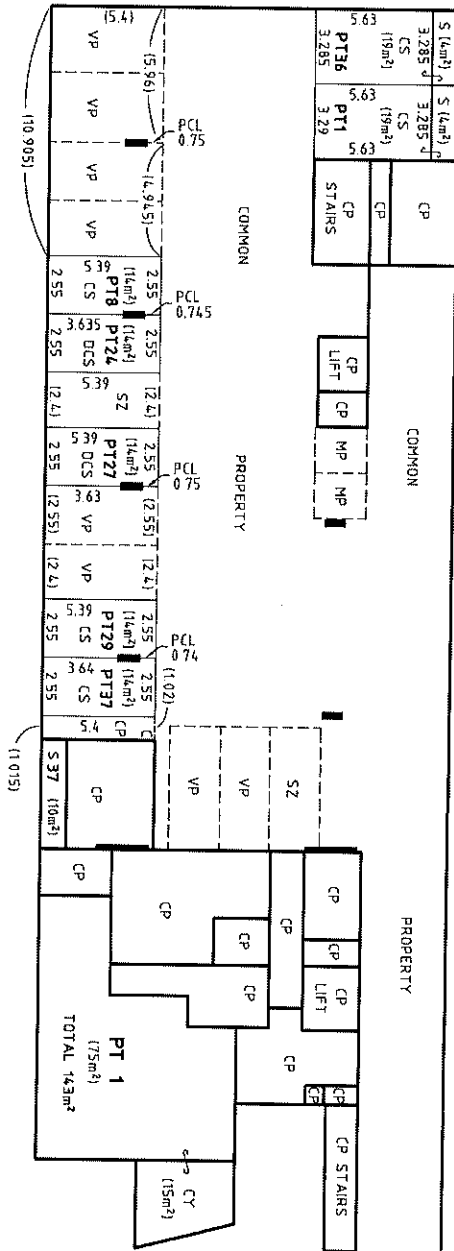 S (4m²)
3.285
CS
(19m²)
5.63
PT36
3.285
S (4m²)
3.285
CS
(19m²)
5.63
PT1
3.29
5.63
CP
CP
CP
STAIRS
COMMON
PROPERTY
COMMON
PROPERTY
CP
LIFT
CP
MP
MP
(5.4)
VP
(5.96)
(10.905)
VP
PCL
0.75
VP
(4.945)
VP
5.39
2.55
CS
PT8
(14m²)
2.55
PCL
0.745
3.635
2.55
DCS
PT24
(14m²)
2.55
5.39
(2.4)
SZ
(2.4)
5.39
2.55
DCS
PT27
(14m²)
2.55
PCL
0.75
3.63
(2.55)
VP
(2.55)
(2.4)
VP
(2.4)
5.39
2.55
CS
PT29
(14m²)
2.55
PCL
0.74
3.64
2.55
CS
PT37
(14m²)
2.55
(1.02)
5.4
CP
C
(1.015)
S 37
(10m²)
CP
VP
VP
SZ
CP
CP
CP
CP
CP
CP
CP
CP
LIFT
CP
CP
CP
CP STAIRS
PT 1
(75m²)
TOTAL 143m²
CY
(15m²)